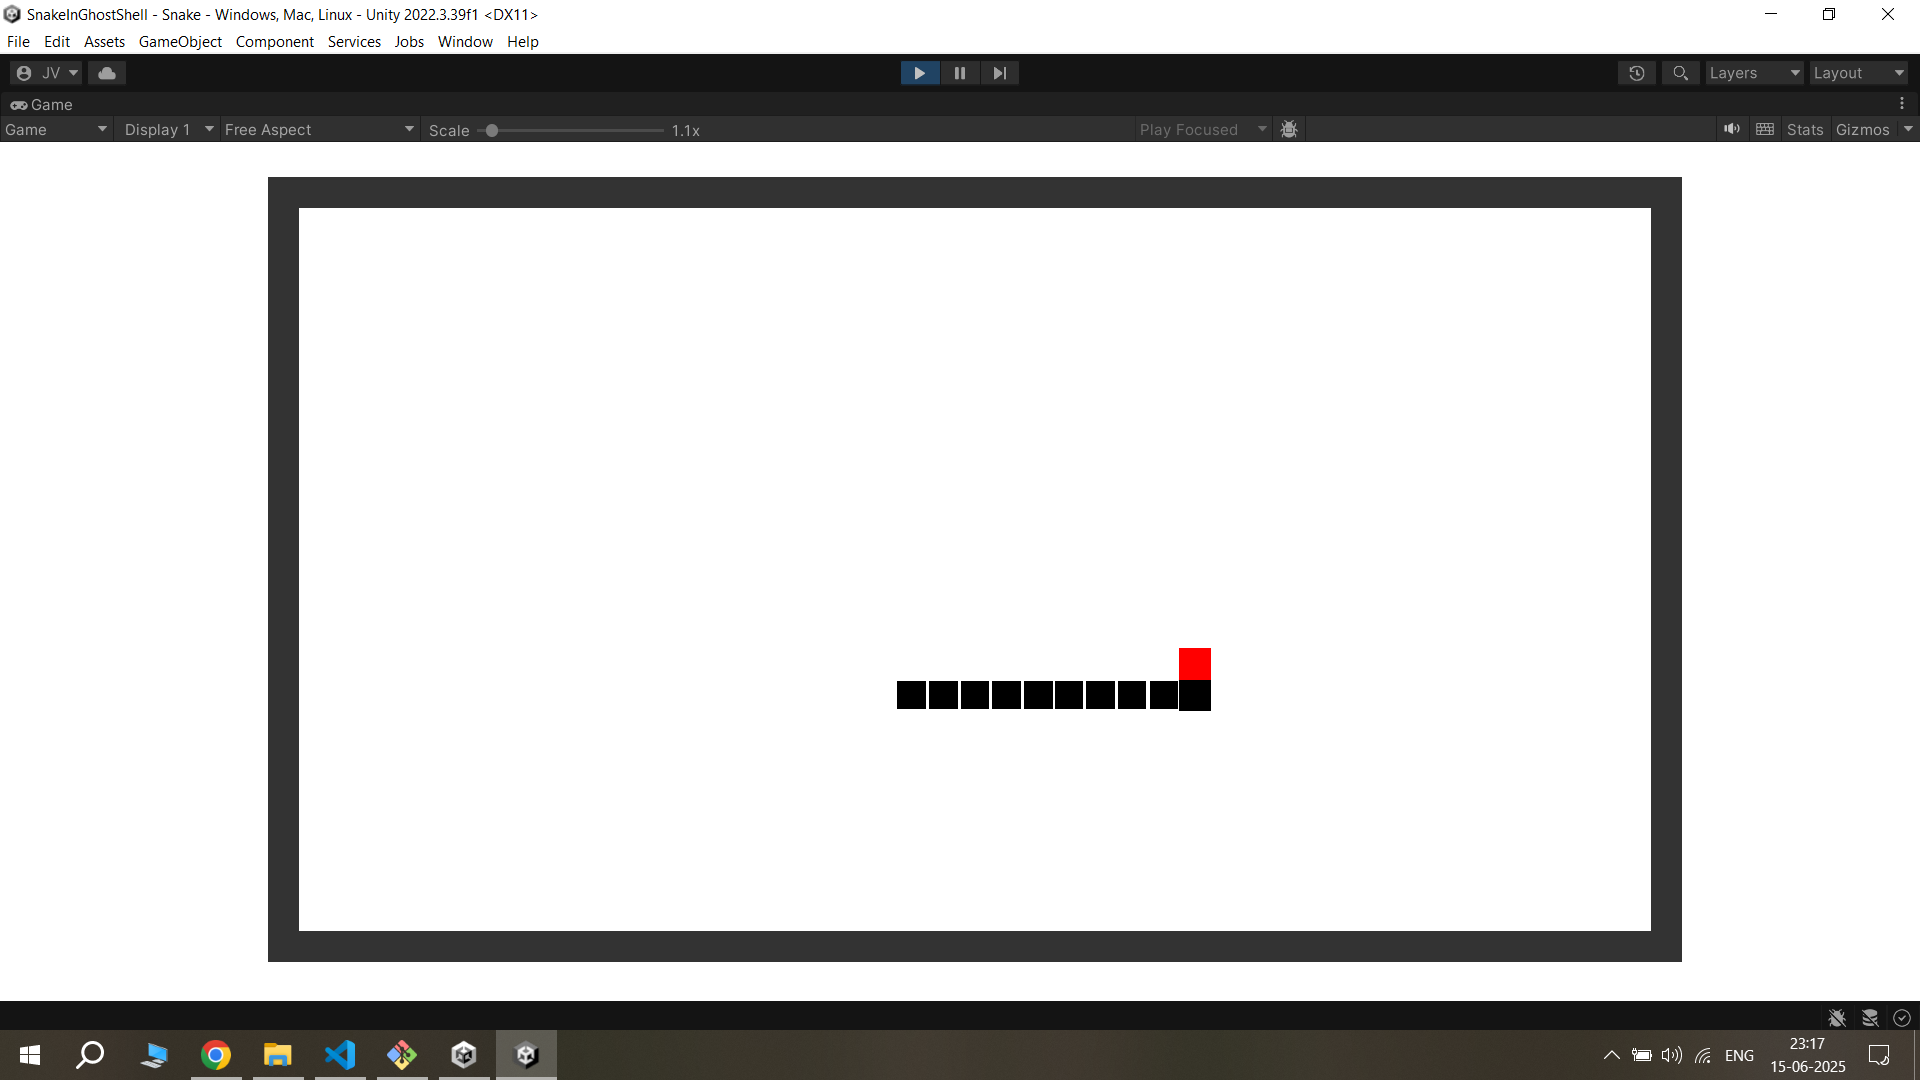 SnakeInGhostShell - Snake - Windows, Mac, Linux - Unity 2022.3.39f1 <DX11>
File Edit Assets GameObject Component Services Jobs Window Help
JV Layers Layout
Game
Game Display 1 Free Aspect Scale 1.1x Play Focused Stats Gizmos
ENG
23:17
15-06-2025